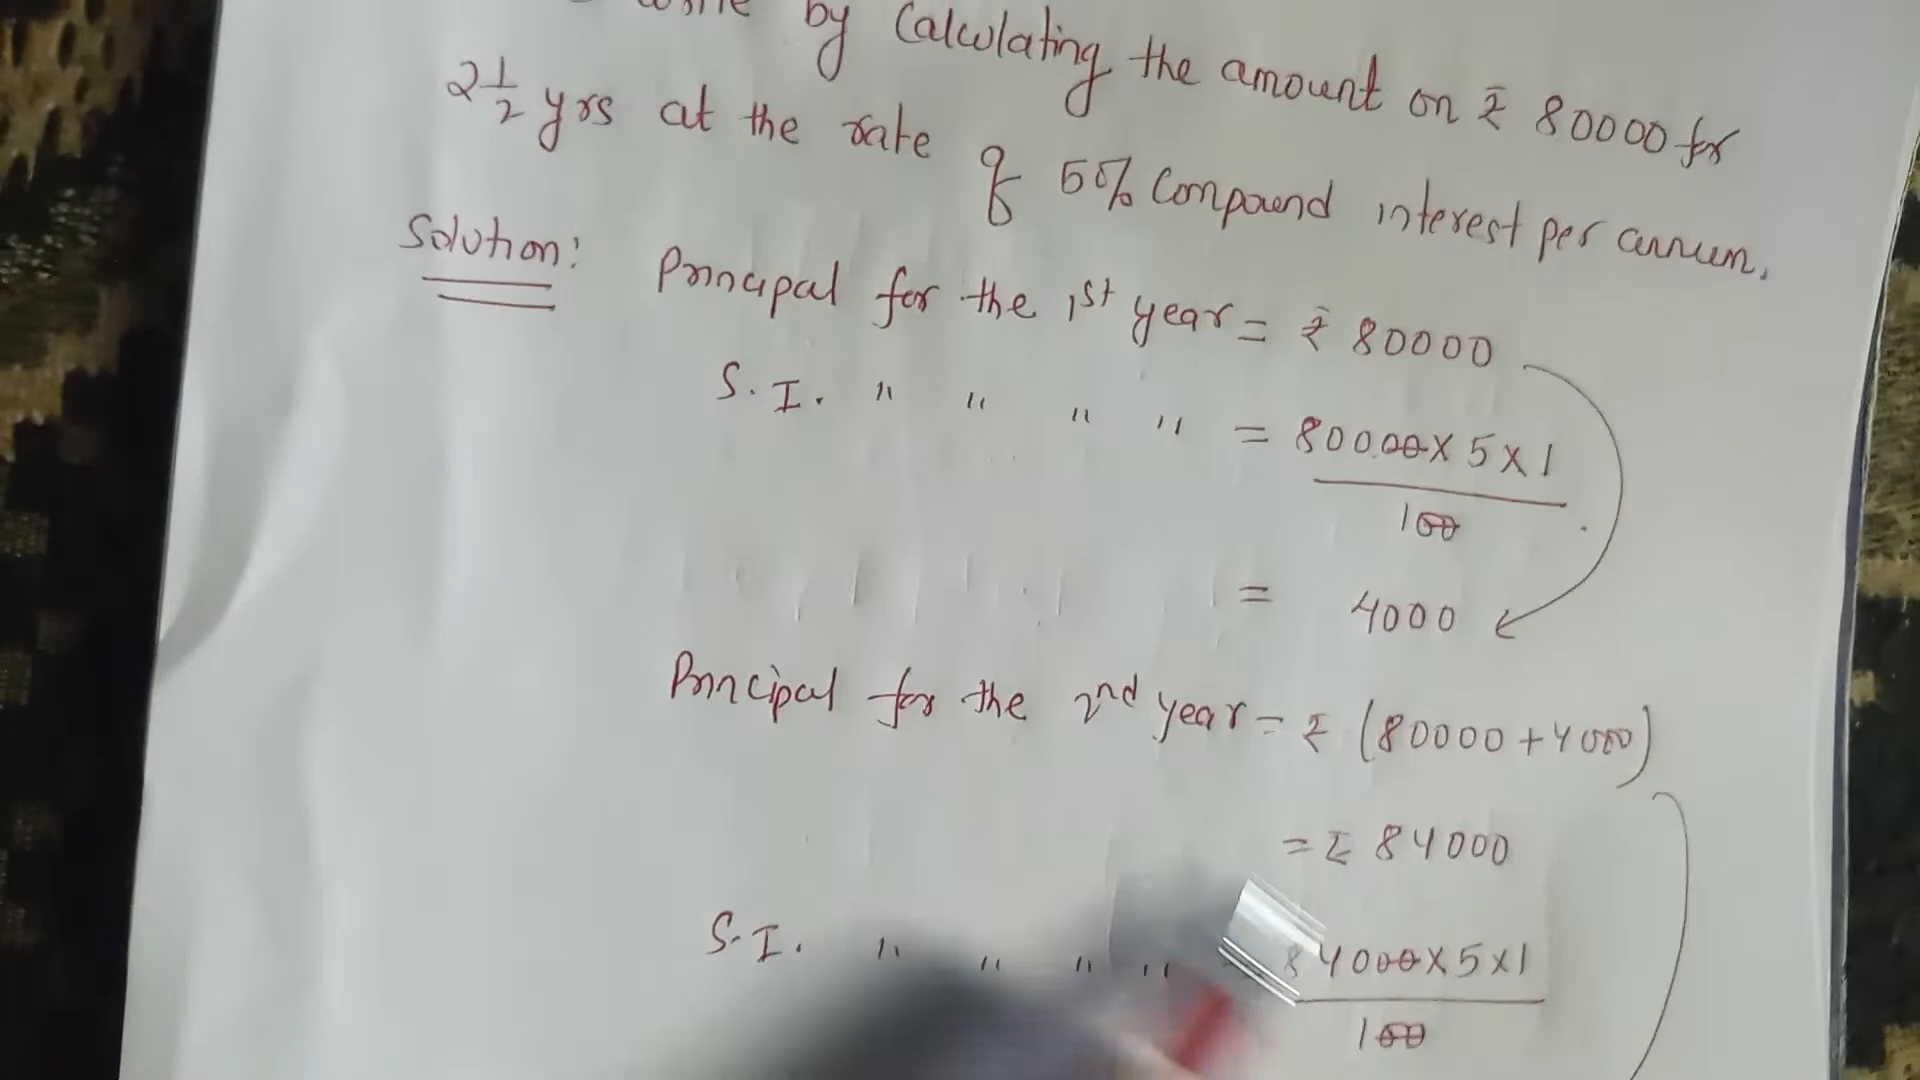 by Calculating the amount on ₹ 80000 for
2 1/2 yrs at the rate of 5% Compound interest per annum.
Solution: Principal for the 1st year = ₹ 80000
S.I. " " " " = 80000 x 5 x 1
100
= 4000
Principal for the 2nd year = ₹ (80000 + 4000)
= ₹ 84000
S.I. " " " " 84000 x 5 x 1
100